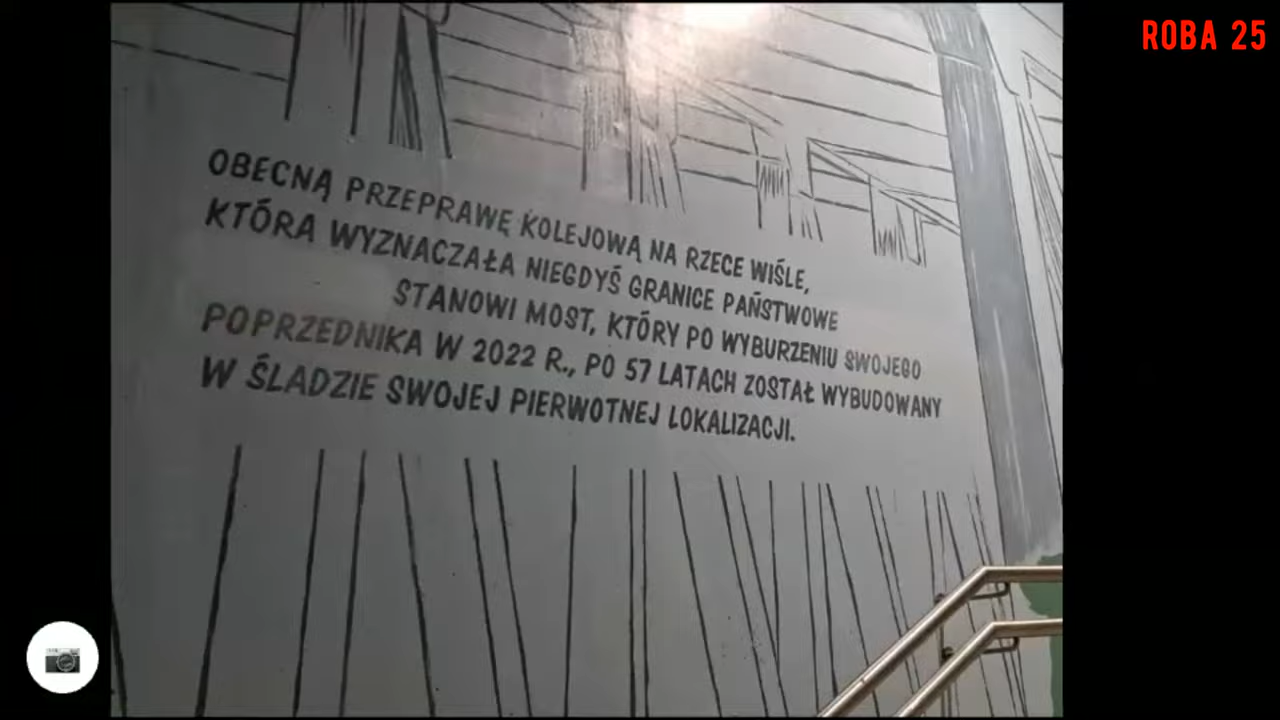 ROBA 25
OBECNĄ PRZEPRAWĘ KOLEJOWĄ NA RZECE WIŚLE,
KTÓRA WYZNACZAŁA NIEGDYŚ GRANICE PAŃSTWOWE
STANOWI MOST, KTÓRY PO WYBURZENIU SWOJEGO
POPRZEDNIKA W 2022 R., PO 57 LATACH ZOSTAŁ WYBUDOWANY
W ŚLADZIE SWOJEJ PIERWOTNEJ LOKALIZACJI.